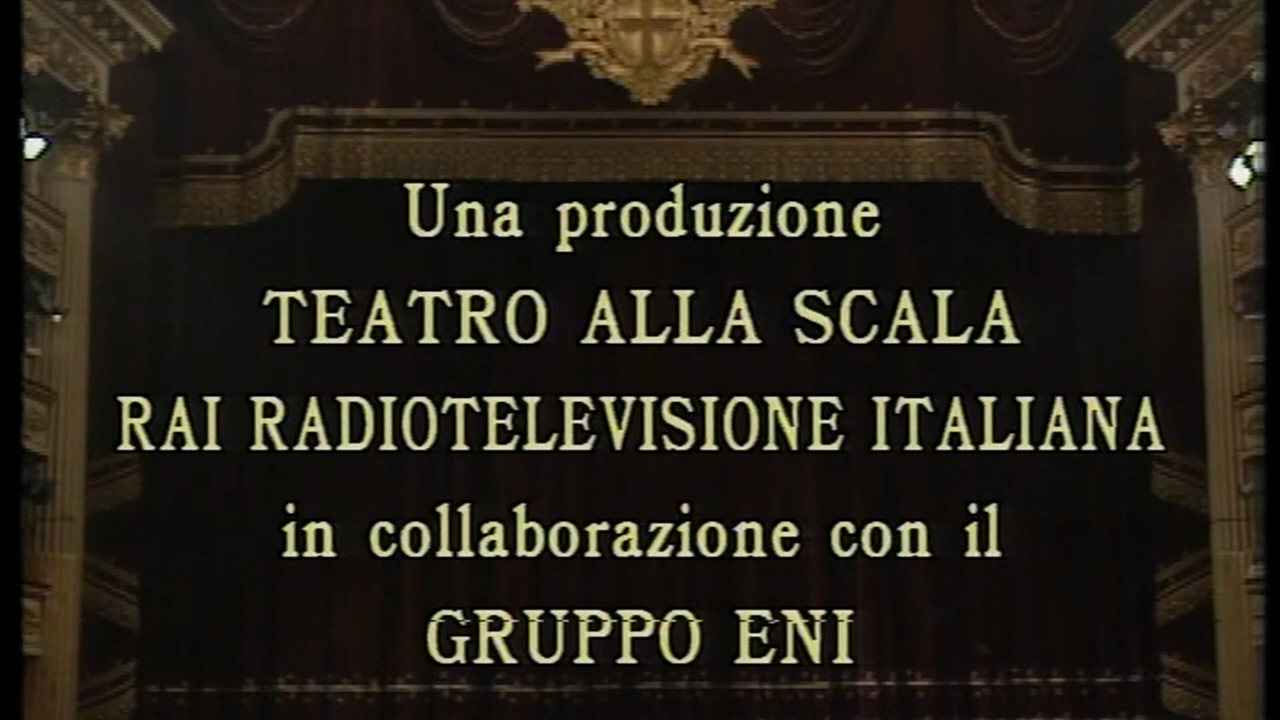 Una produzione
TEATRO ALLA SCALA
RAI RADIOTELEVISIONE ITALIANA
in collaborazione con il
GRUPPO ENI